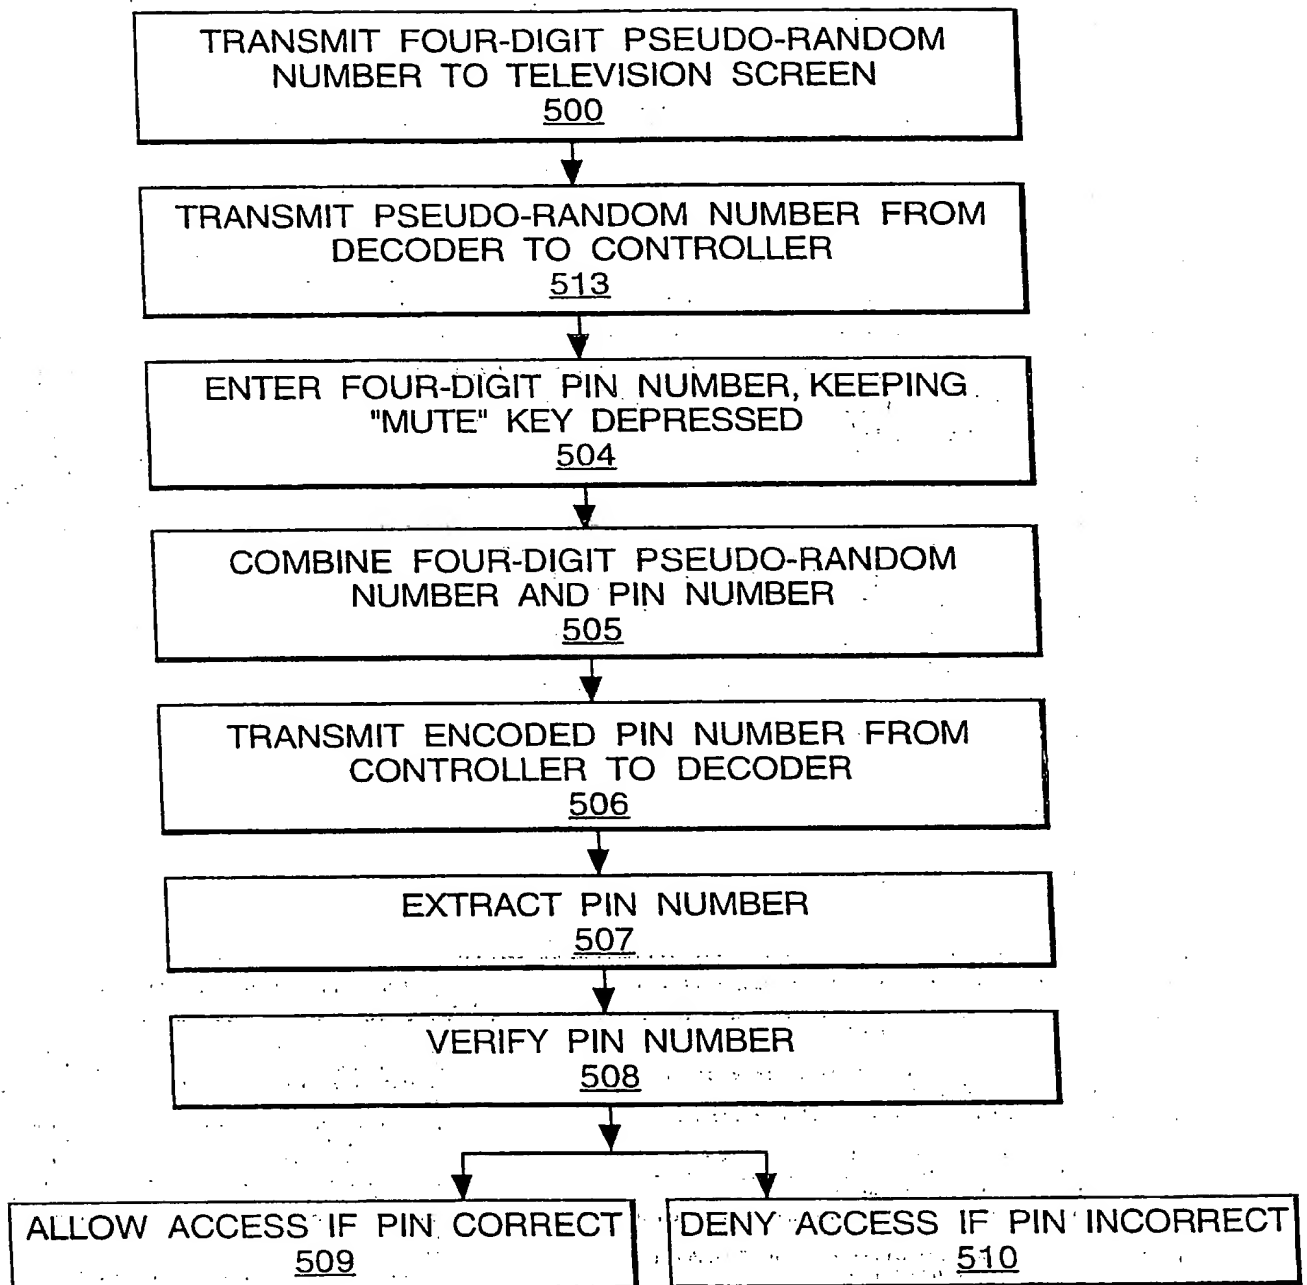 TRANSMIT FOUR-DIGIT PSEUDO-RANDOM
NUMBER TO TELEVISION SCREEN
500
TRANSMIT PSEUDO-RANDOM NUMBER FROM
DECODER TO CONTROLLER
513
ENTER FOUR-DIGIT PIN NUMBER, KEEPING
"MUTE" KEY DEPRESSED
504
COMBINE FOUR-DIGIT PSEUDO-RANDOM
NUMBER AND PIN NUMBER
505
TRANSMIT ENCODED PIN NUMBER FROM
CONTROLLER TO DECODER
506
EXTRACT PIN NUMBER
507
VERIFY PIN NUMBER
508
ALLOW ACCESS IF PIN CORRECT
509
DENY ACCESS IF PIN INCORRECT
510